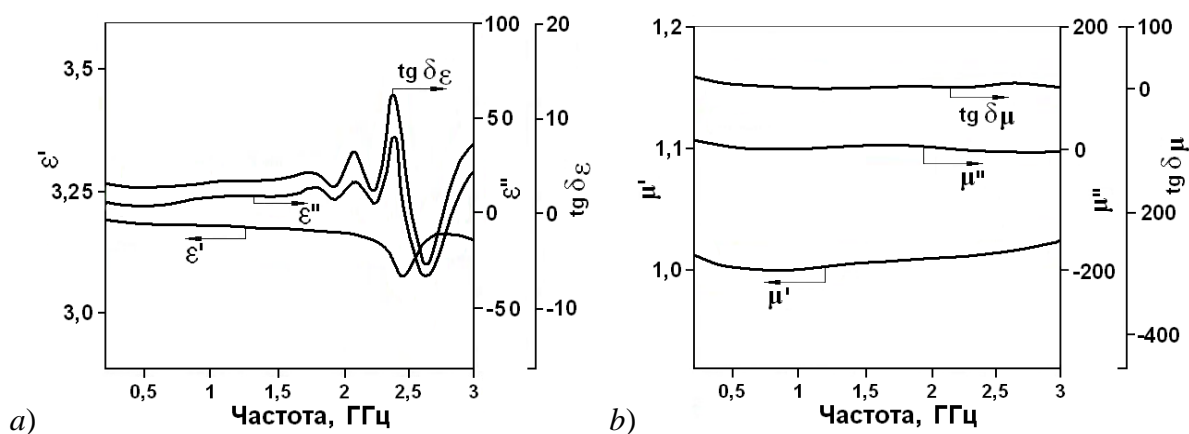 3,5
3,25
3,0
ε'
100
50
0
-50
ε"
20
10
0
-10
tg δε
tg δε
ε"
ε'
0,5 1 1,5 2 2,5 3
Частота, ГГц
a)
1,2
1,1
1,0
μ'
200
100
0
-200
μ"
100
0
200
-400
tg δμ
tg δμ
μ"
μ'
0,5 1 1,5 2 2,5 3
Частота, ГГц
b)